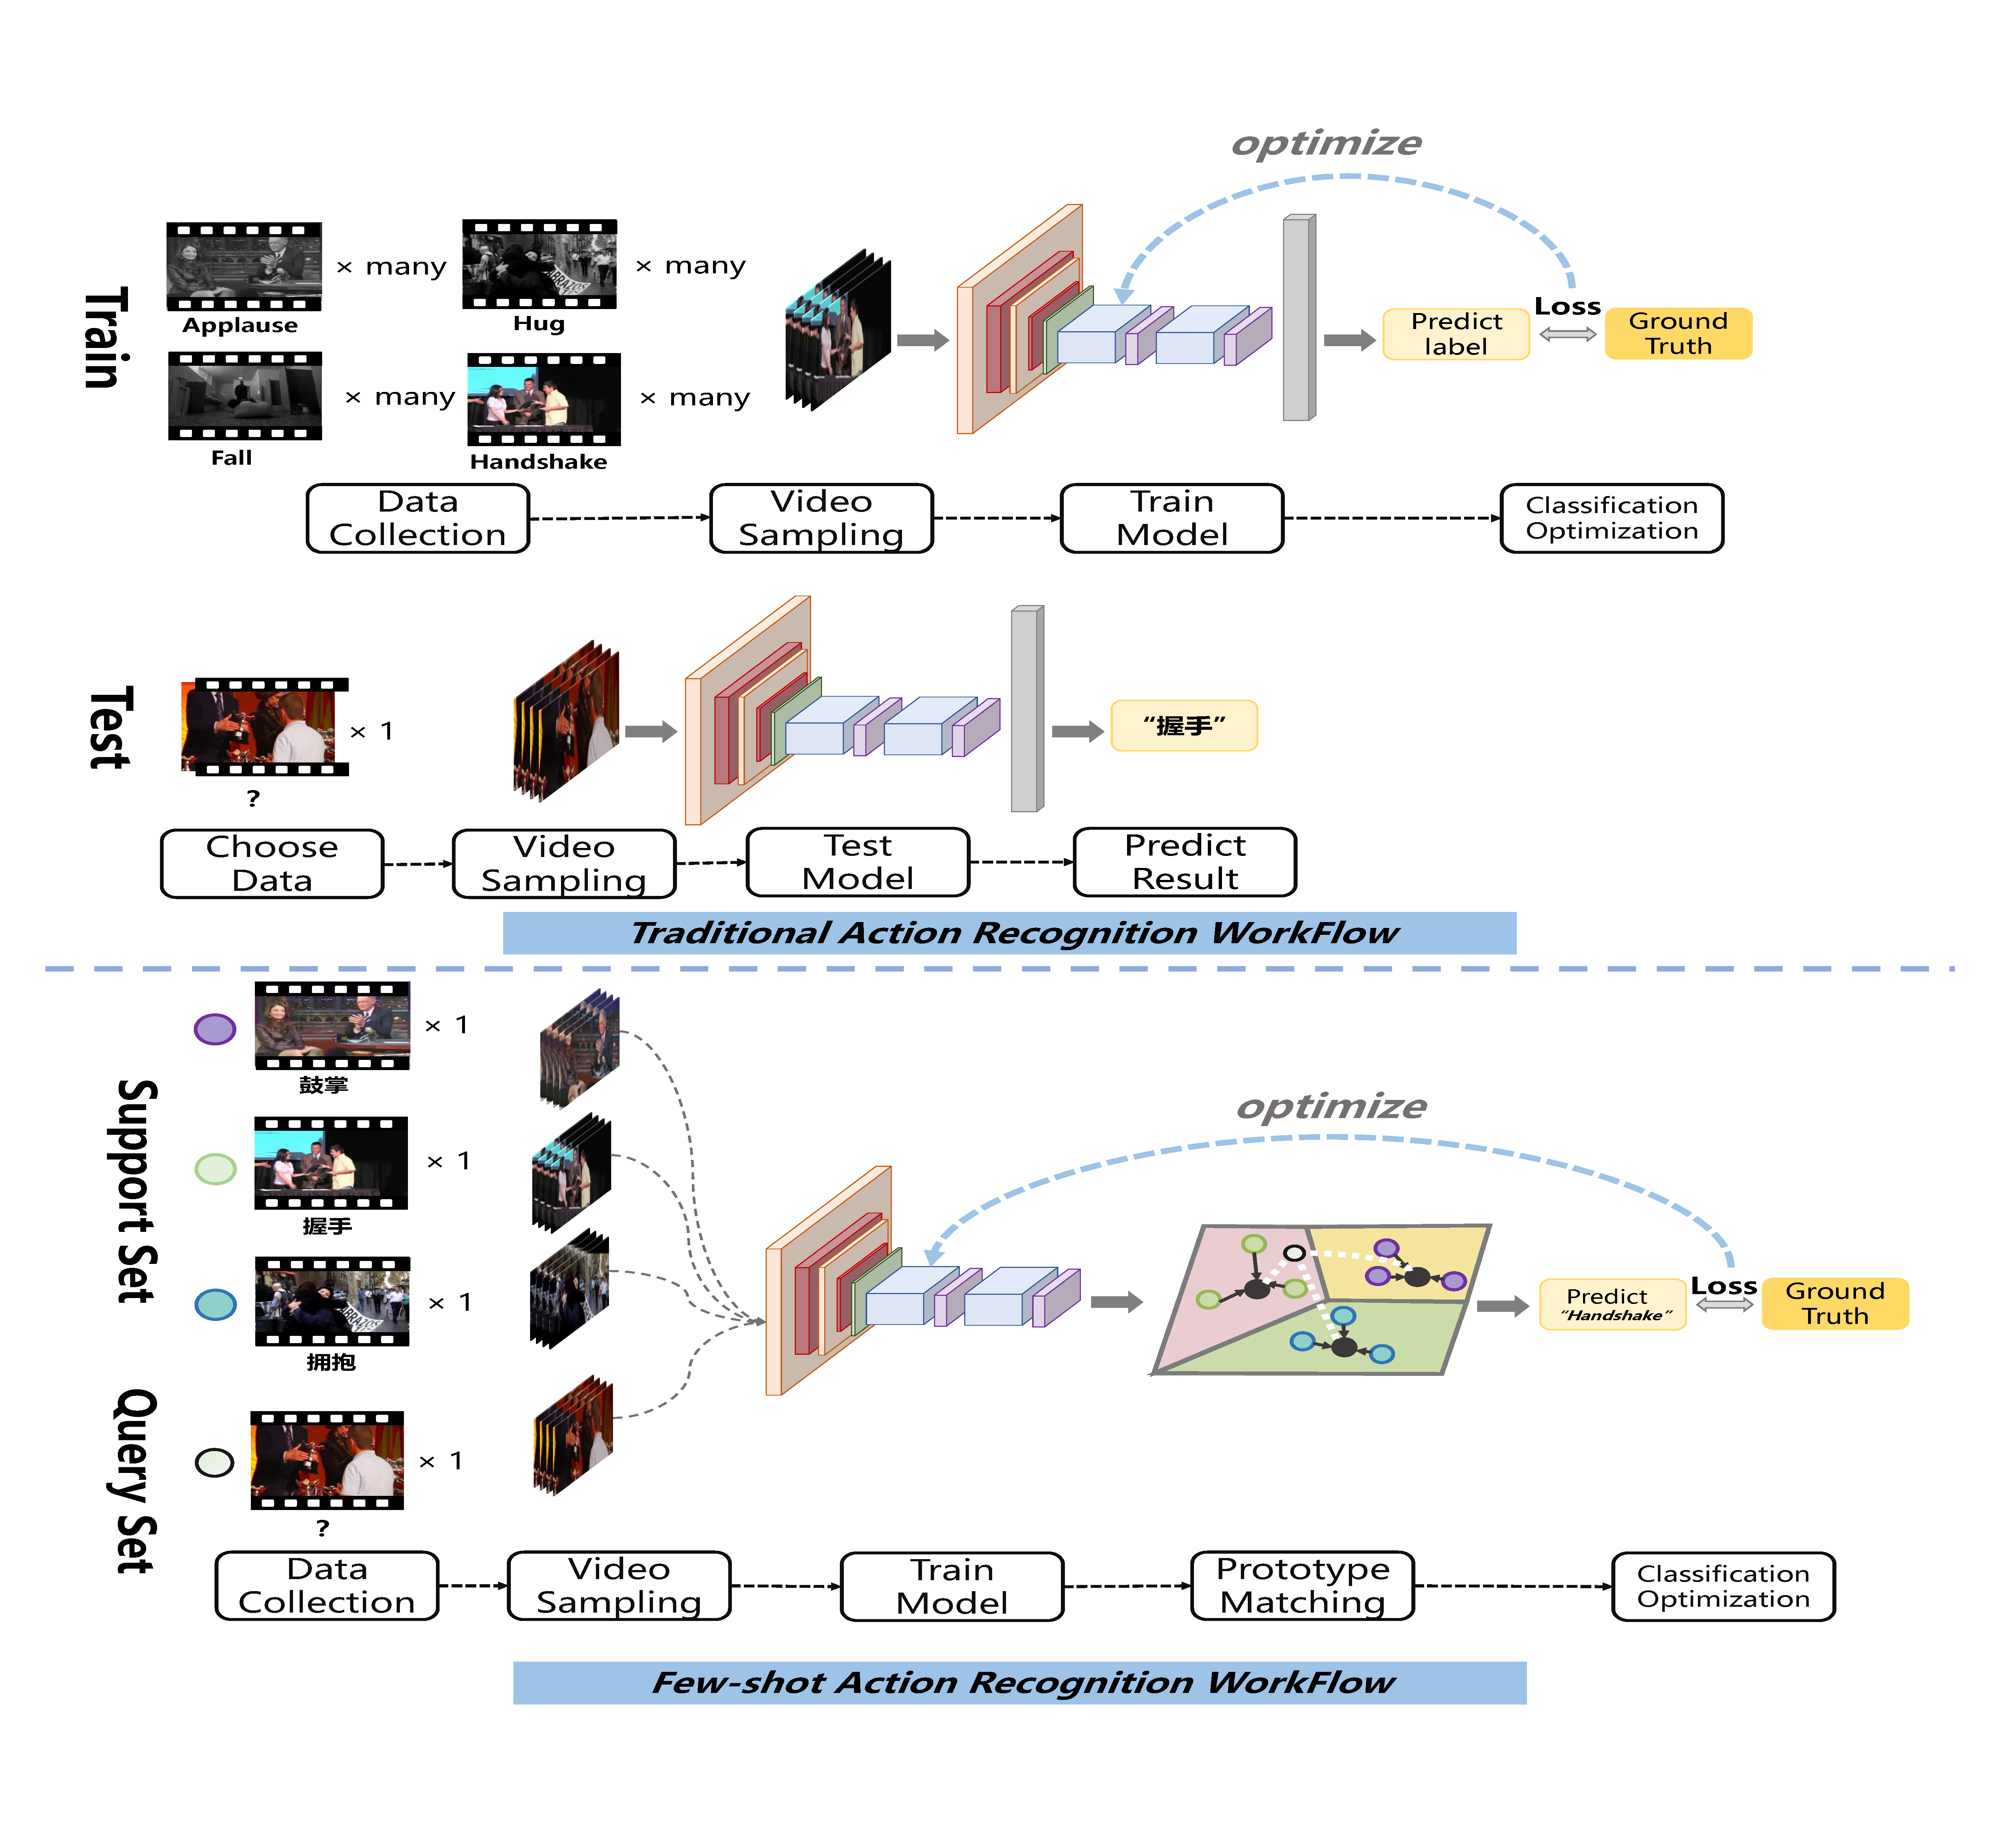 optimize
Train
× many
× many
Applause
Hug
× many
× many
Fall
Handshake
Predict
label
Loss
Ground
Truth
Data
Collection
Video
Sampling
Train
Model
Classification
Optimization
Test
× 1
?
“握手”
Choose
Data
Video
Sampling
Test
Model
Predict
Result
Traditional Action Recognition WorkFlow
Support Set
× 1
鼓掌
× 1
握手
× 1
拥抱
optimize
Predict
“Handshake”
Loss
Ground
Truth
Query Set
× 1
?
Data
Collection
Video
Sampling
Train
Model
Prototype
Matching
Classification
Optimization
Few-shot Action Recognition WorkFlow